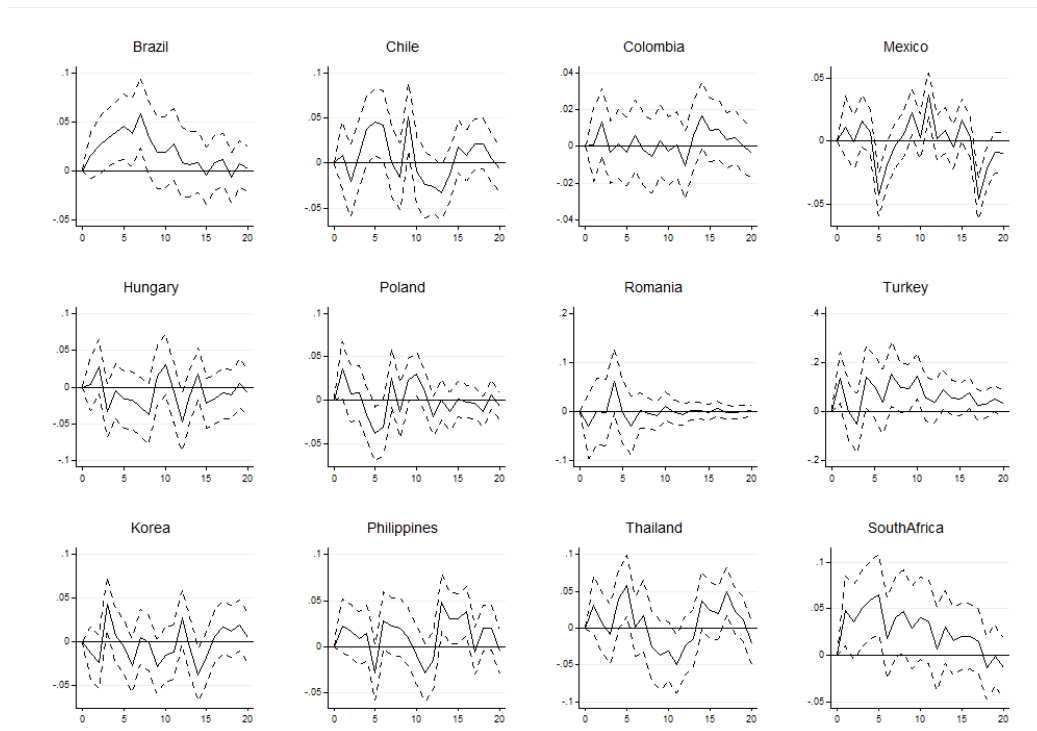 Brazil
.1
.05
0
-.05
0 5 10 15 20
Chile
.1
.05
0
-.05
0 5 10 15 20
Colombia
.04
.02
0
-.02
-.04
0 5 10 15 20
Mexico
.05
0
-.05
0 5 10 15 20
Hungary
.1
.05
0
-.05
-.1
0 5 10 15 20
Poland
.1
.05
0
-.05
0 5 10 15 20
Romania
.2
.1
0
-.1
0 5 10 15 20
Turkey
.4
.2
0
-.2
0 5 10 15 20
Korea
.1
.05
0
-.05
0 5 10 15 20
Philippines
.1
.05
0
-.05
0 5 10 15 20
Thailand
.1
.05
0
-.05
-.1
0 5 10 15 20
SouthAfrica
.1
.05
0
-.05
0 5 10 15 20